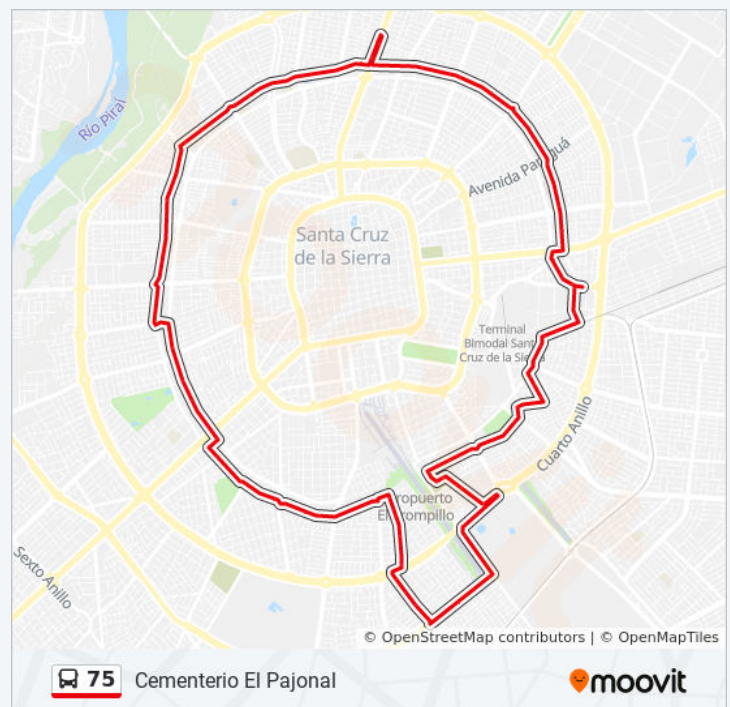 Río Piraí
Avenida Paraguá
Santa Cruz
de la Sierra
Terminal
Bimodal Santa
Cruz de la Sierra
Cuarto Anillo
Aeropuerto
El Trompillo
Sexto Anillo
© OpenStreetMap contributors | © OpenMapTiles
75 Cementerio El Pajonal
moovit